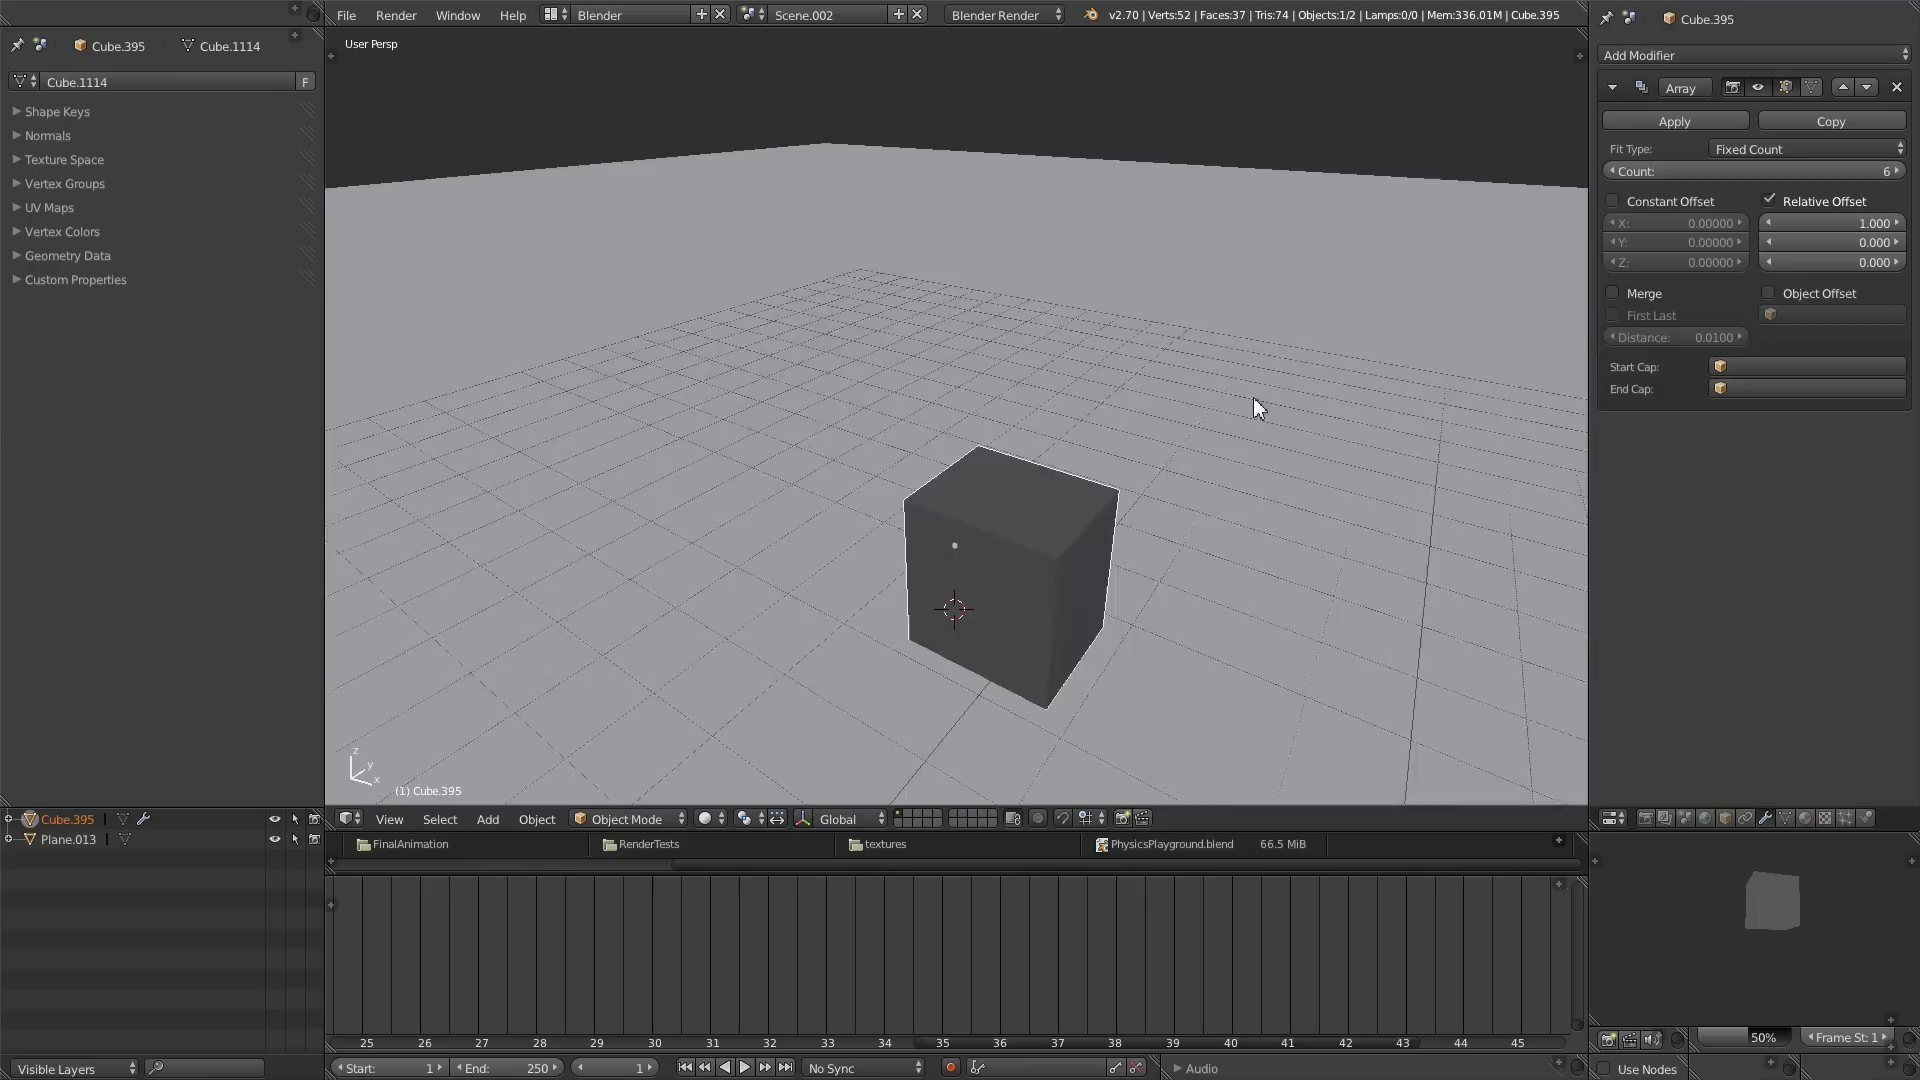 File Render Window Help Blender Scene.002 Blender Render v2.70 | Verts:52 | Faces:37 | Tris:74 | Objects:1/2 | Lamps:0/0 | Mem:336.01M | Cube.395
Cube.395 Cube.1114
Cube.1114 F
Shape Keys
Normals
Texture Space
Vertex Groups
UV Maps
Vertex Colors
Geometry Data
Custom Properties
User Persp
z
y
x
(1) Cube.395
Cube.395
Add Modifier
Array
Apply Copy
Fit Type: Fixed Count
Count: 6
Constant Offset Relative Offset
X: 0.00000 1.000
Y: 0.00000 0.000
Z: 0.00000 0.000
Merge Object Offset
First Last
Distance: 0.0100
Start Cap:
End Cap:
Cube.395
Plane.013
View Select Add Object Object Mode Global
FinalAnimation RenderTests textures PhysicsPlayground.blend 66.5 MiB
25 26 27 28 29 30 31 32 33 34 35 36 37 38 39 40 41 42 43 44 45
50% Frame St: 1
Visible Layers
Start: 1 End: 250 1 No Sync Audio
Use Nodes